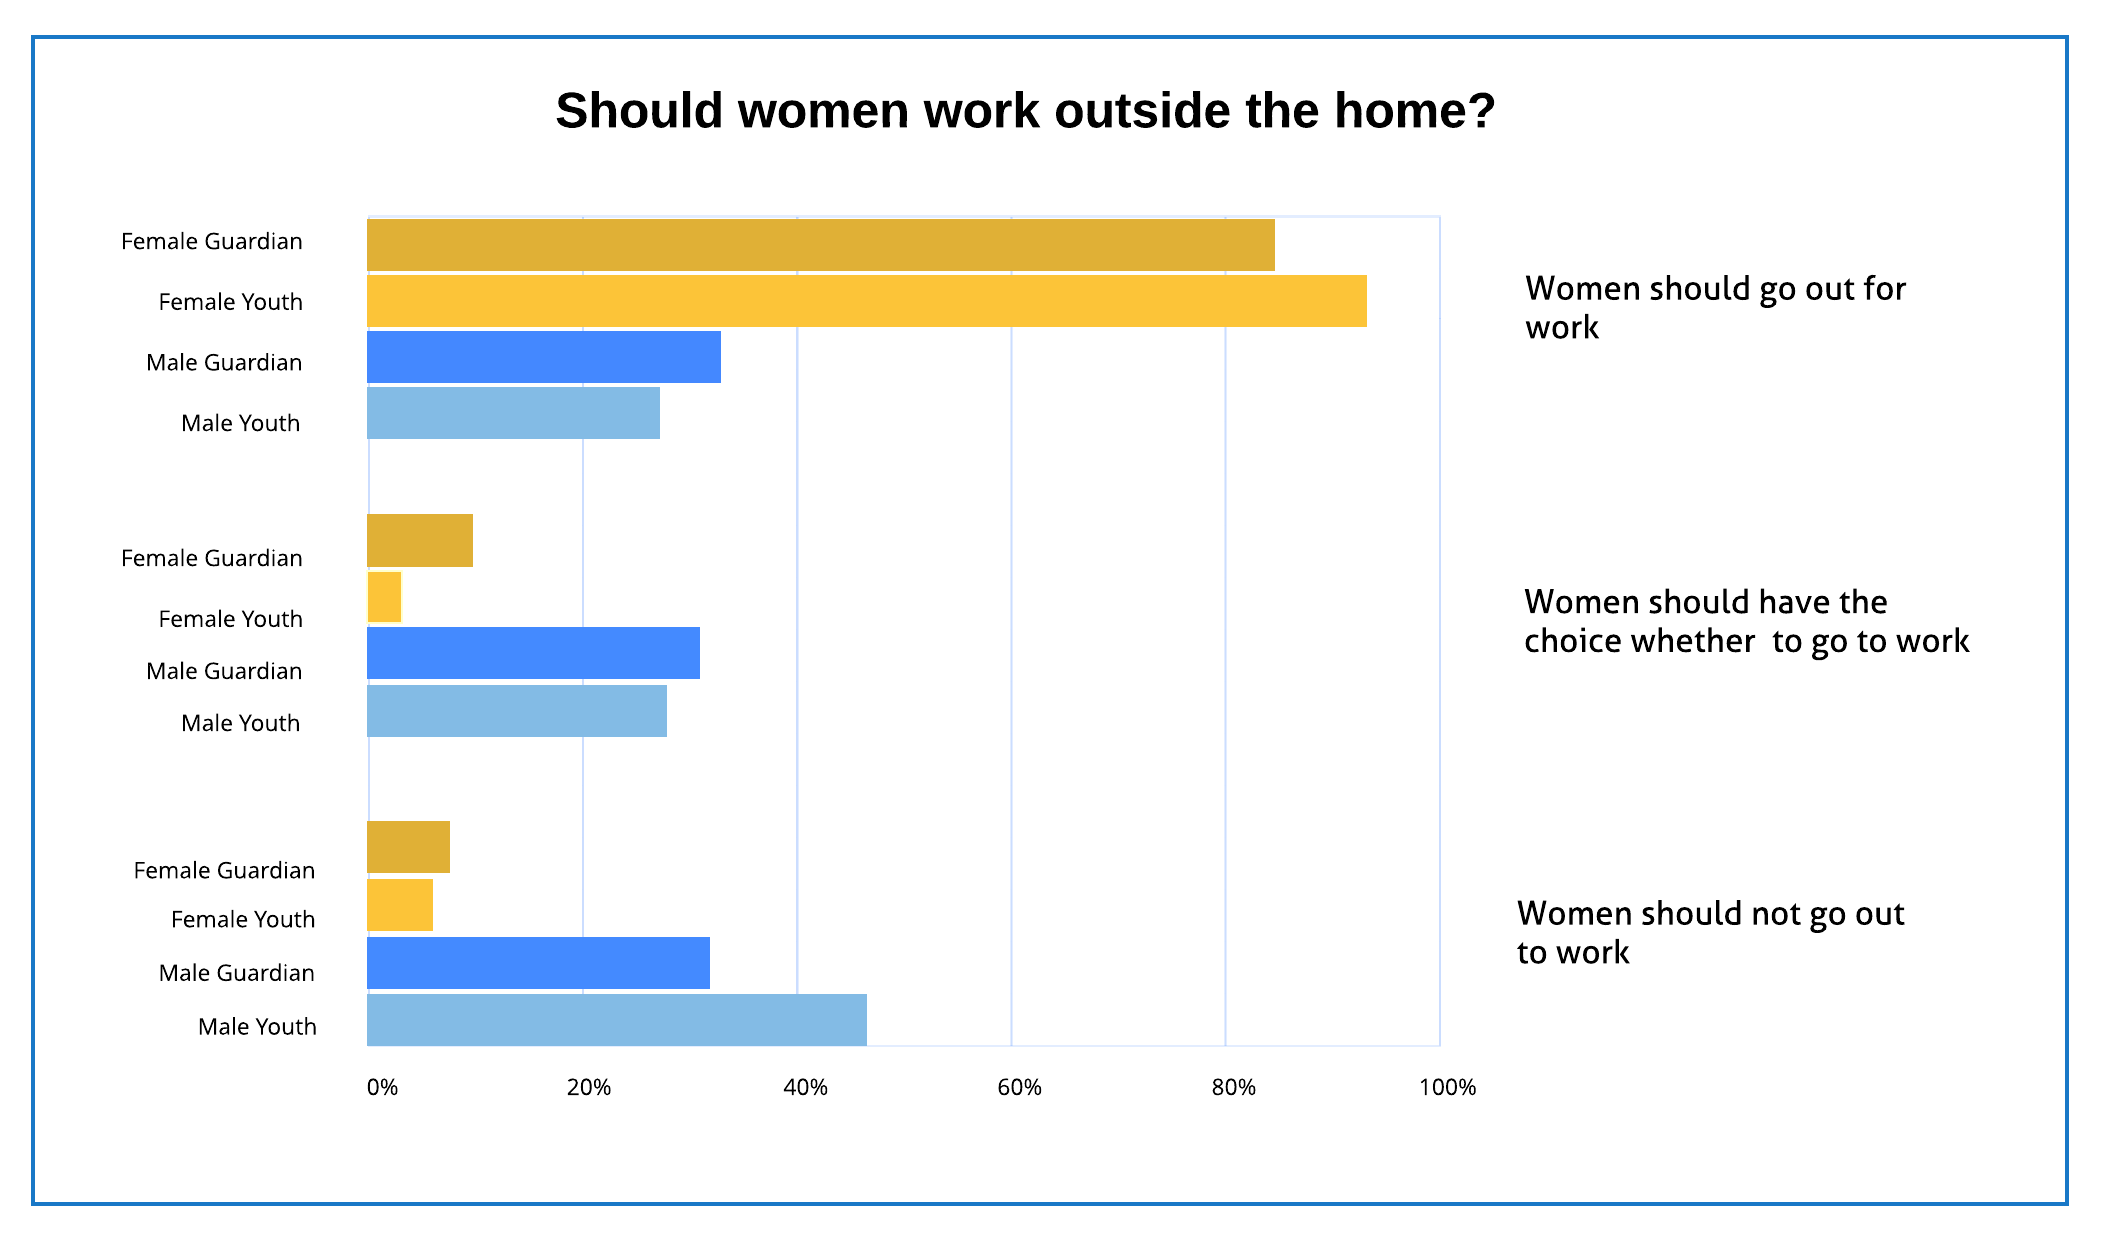 Should women work outside the home?
Female Guardian
Female Youth
Male Guardian
Male Youth
Women should go out for
work
Female Guardian
Female Youth
Male Guardian
Male Youth
Women should have the
choice whether  to go to work
Female Guardian
Female Youth
Male Guardian
Male Youth
Women should not go out
to work
0% 20% 40% 60% 80% 100%